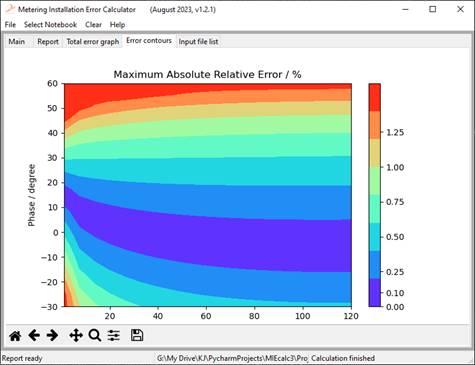 Metering Installation Error Calculator (August 2023, v1.2.1)
File Select Notebook Clear Help
Main Report Total error graph Error contours Input file list
Maximum Absolute Relative Error / %
60
50
40
30
20
10
0
−10
−20
−30
Phase / degree
20 40 60 80 100 120
1.25
1.00
0.75
0.50
0.25
0.10
0.00
Report ready G:\My Drive\KJ\PycharmProjects\MIEcalc3\Pro Calculation finished